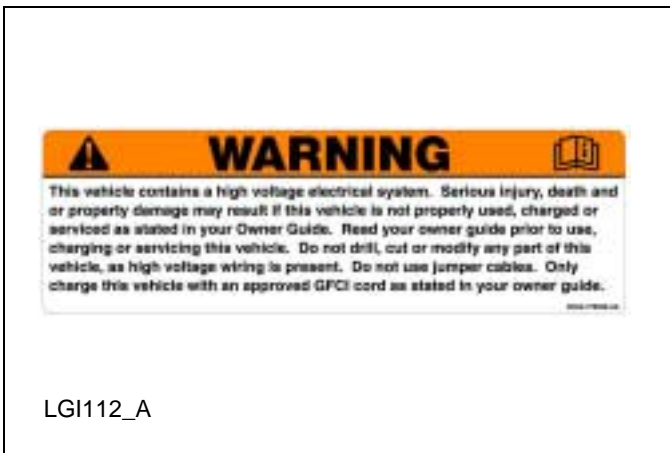 WARNING
This vehicle contains a high voltage electrical system. Serious injury, death and
or property damage may result if this vehicle is not properly used, charged or
serviced as stated in your Owner Guide. Read your owner guide prior to use,
charging or servicing this vehicle. Do not drill, cut or modify any part of this
vehicle, as high voltage wiring is present. Do not use jumper cables. Only
charge this vehicle with an approved GFCI cord as stated in your owner guide.
LGI112_A